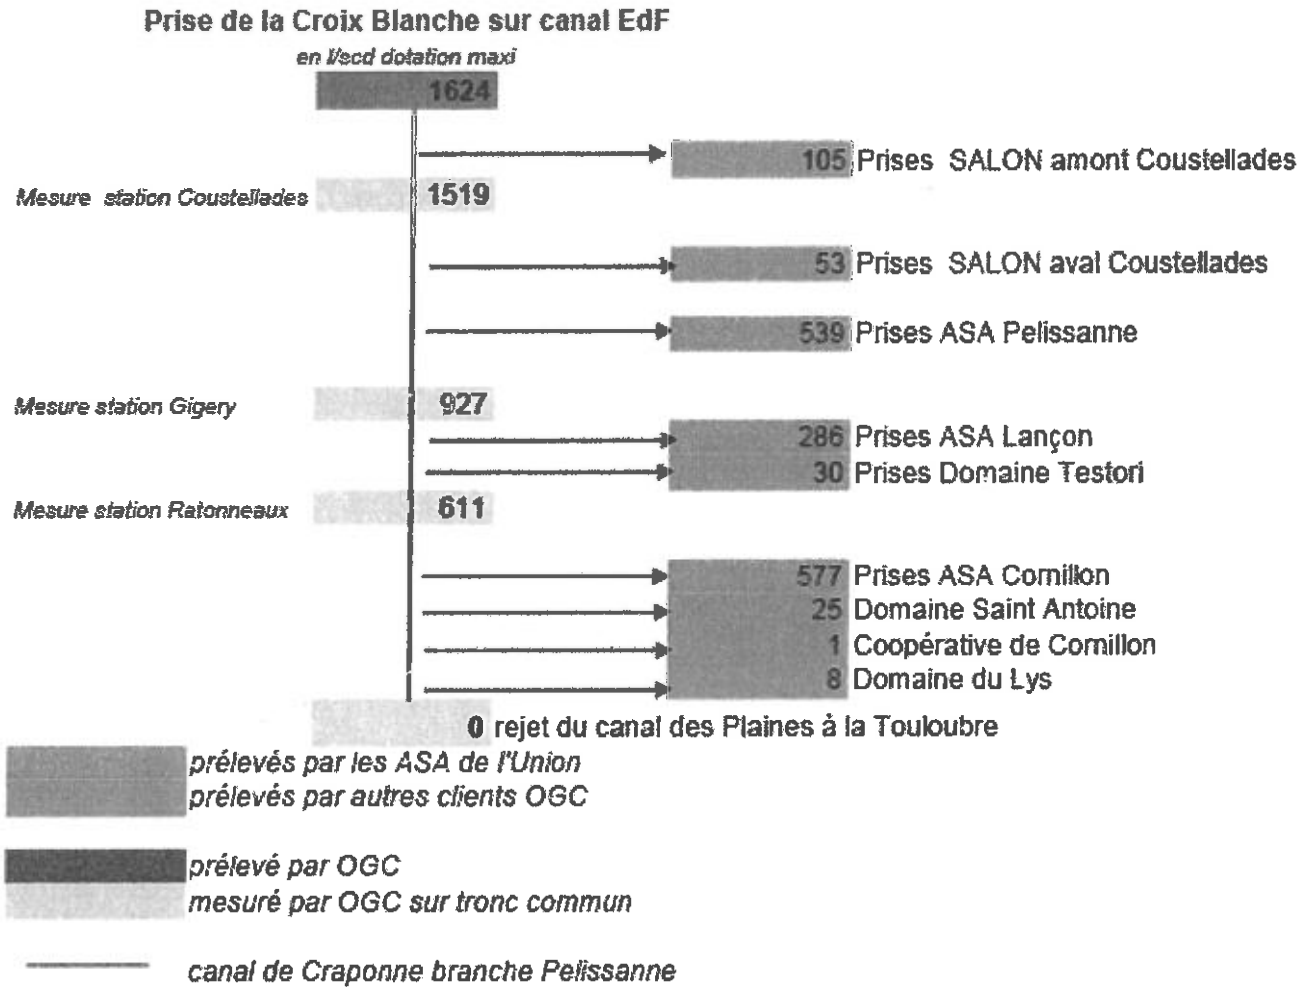 Prise de la Croix Blanche sur canal EdF
en l/scd dotation maxi
1624
105 Prises SALON amont Coustellades
Mesure station Coustellades 1519
53 Prises SALON aval Coustellades
539 Prises ASA Pelissanne
Mesure station Gigery 927
286 Prises ASA Lançon
30 Prises Domaine Testori
Mesure station Ratonneaux 611
577 Prises ASA Cornillon
25 Domaine Saint Antoine
1 Coopérative de Cornillon
8 Domaine du Lys
0 rejet du canal des Plaines à la Touloubre
prélevés par les ASA de l'Union
prélevés par autres clients OGC
prélevé par OGC
mesuré par OGC sur tronc commun
canal de Craponne branche Pelissanne